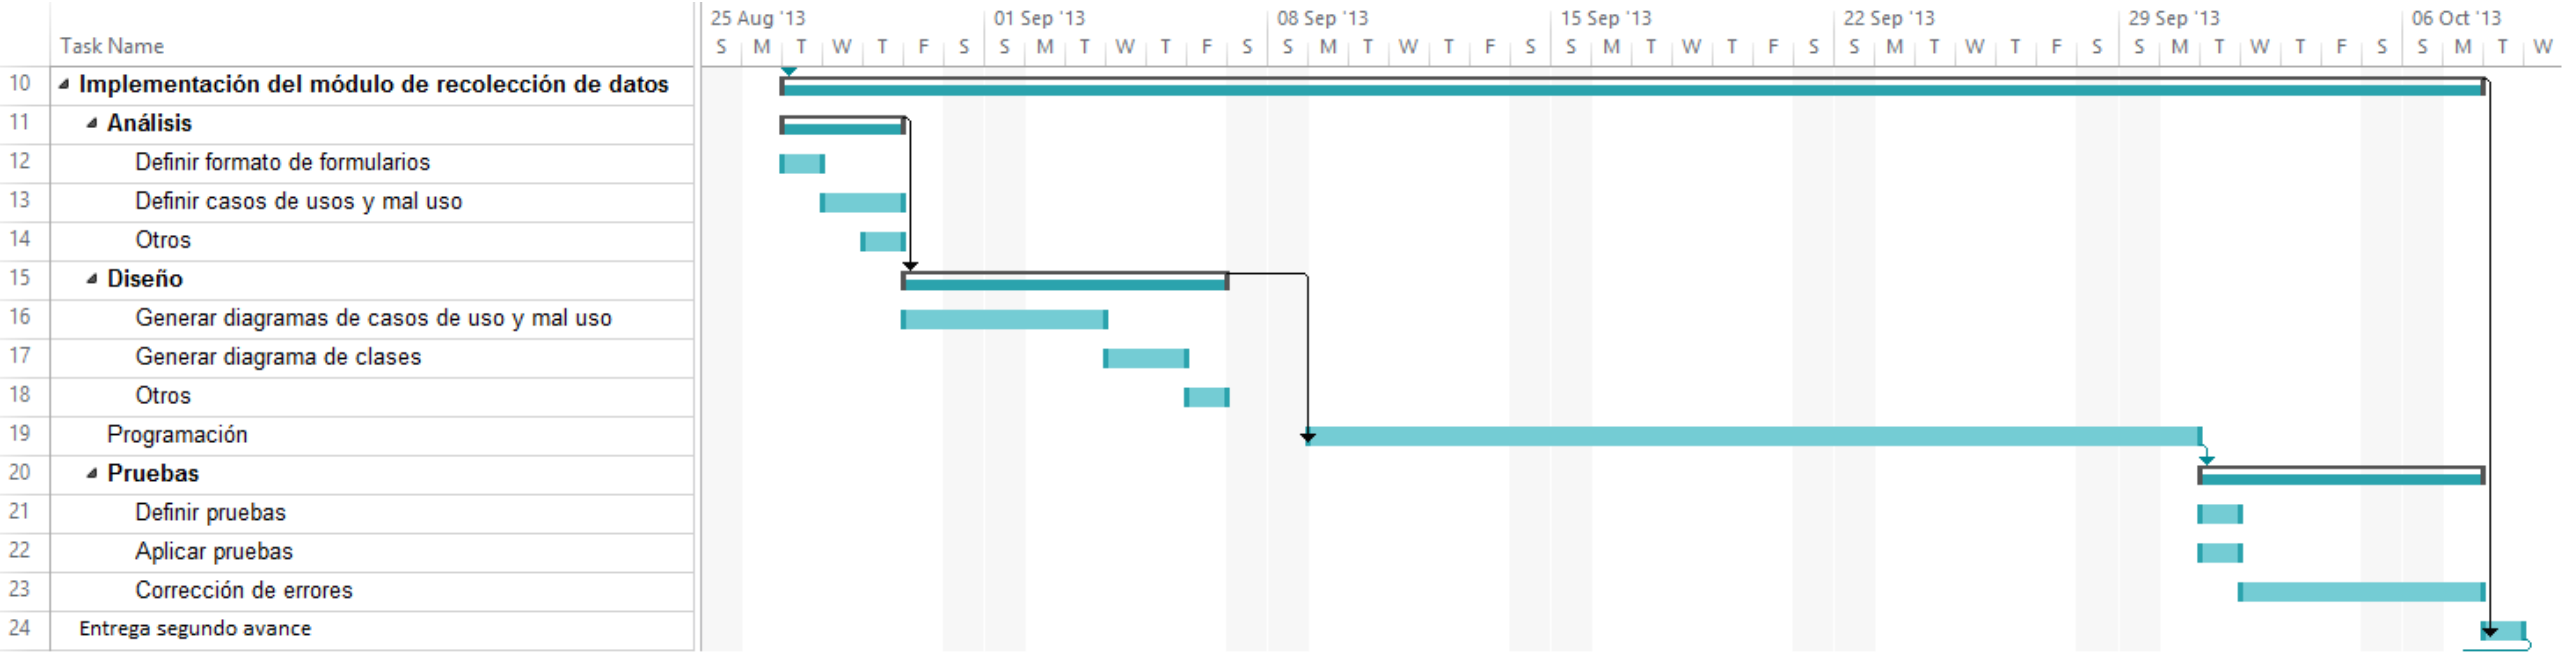 25 Aug '13 01 Sep '13 08 Sep '13 15 Sep '13 22 Sep '13 29 Sep '13 06 Oct '13
Task Name S M T W T F S S M T W T F S S M T W T F S S M T W T F S S M T W T F S S M T W T F S S M T W
10 Implementación del módulo de recolección de datos
11 Análisis
12 Definir formato de formularios
13 Definir casos de usos y mal uso
14 Otros
15 Diseño
16 Generar diagramas de casos de uso y mal uso
17 Generar diagrama de clases
18 Otros
19 Programación
20 Pruebas
21 Definir pruebas
22 Aplicar pruebas
23 Corrección de errores
24 Entrega segundo avance